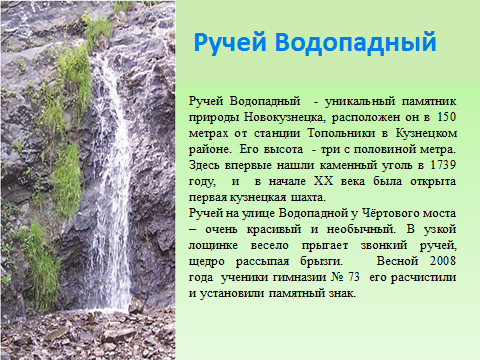 Ручей Водопадный
Ручей Водопадный - уникальный памятник
природы Новокузнецка, расположен он в 150
метрах от станции Топольники в Кузнецком
районе. Его высота - три с половиной метра.
Здесь впервые нашли каменный уголь в 1739
году, и в начале XX века была открыта
первая кузнецкая шахта.
Ручей на улице Водопадной у Чёртового моста
– очень красивый и необычный. В узкой
лощинке весело прыгает звонкий ручей,
щедро рассыпая брызги. Весной 2008
года ученики гимназии № 73 его расчистили
и установили памятный знак.